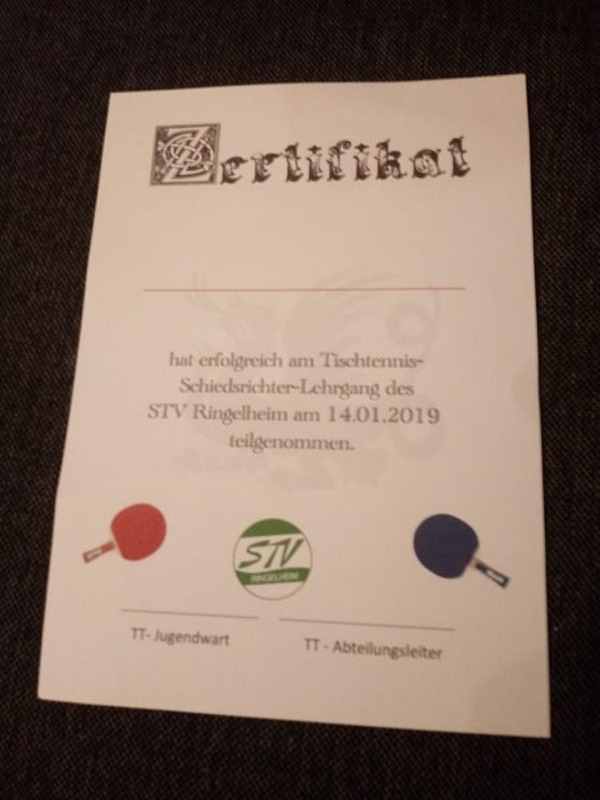 Zertifikat
hat erfolgreich am Tischtennis-
Schiedsrichter-Lehrgang des
STV Ringelheim am 14.01.2019
teilgenommen.
STV
RINGELHEIM
TT- Jugendwart
TT - Abteilungsleiter